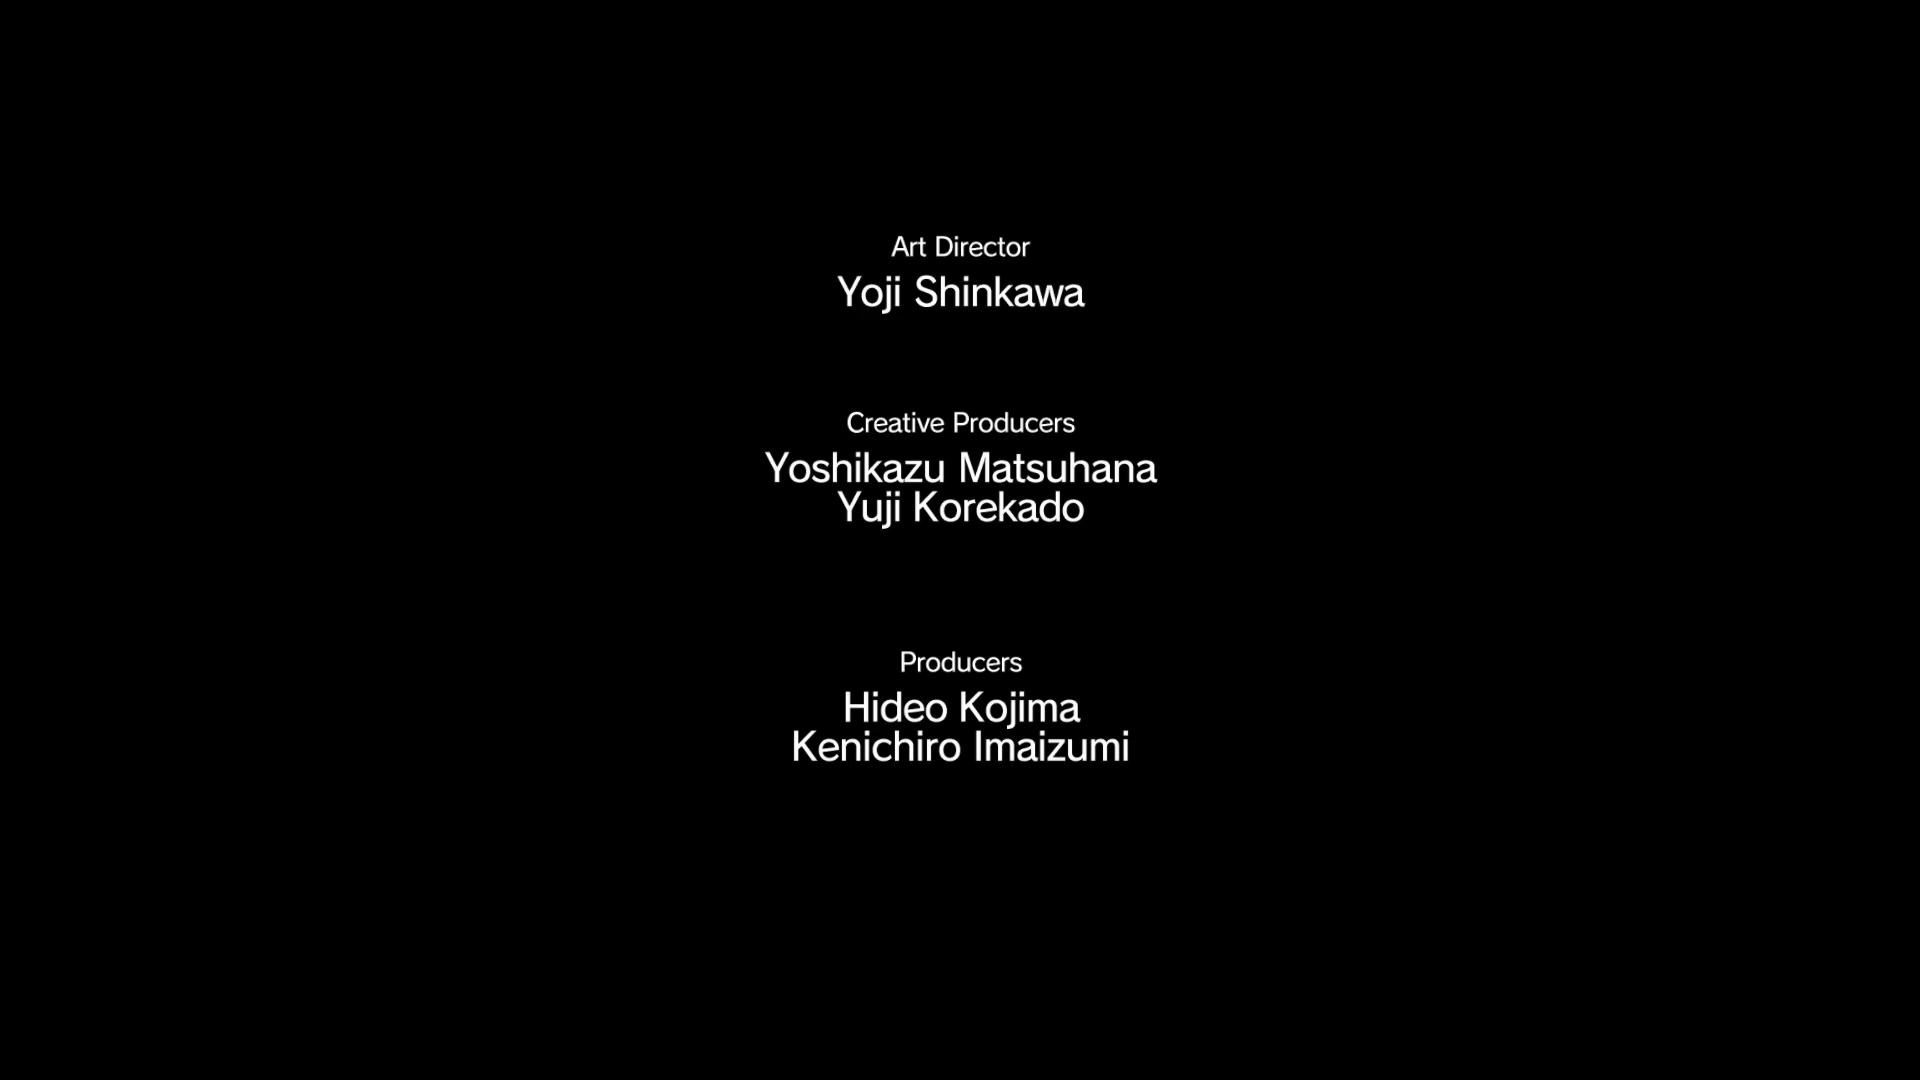 Art Director
Yoji Shinkawa
Creative Producers
Yoshikazu Matsuhana
Yuji Korekado
Producers
Hideo Kojima
Kenichiro Imaizumi